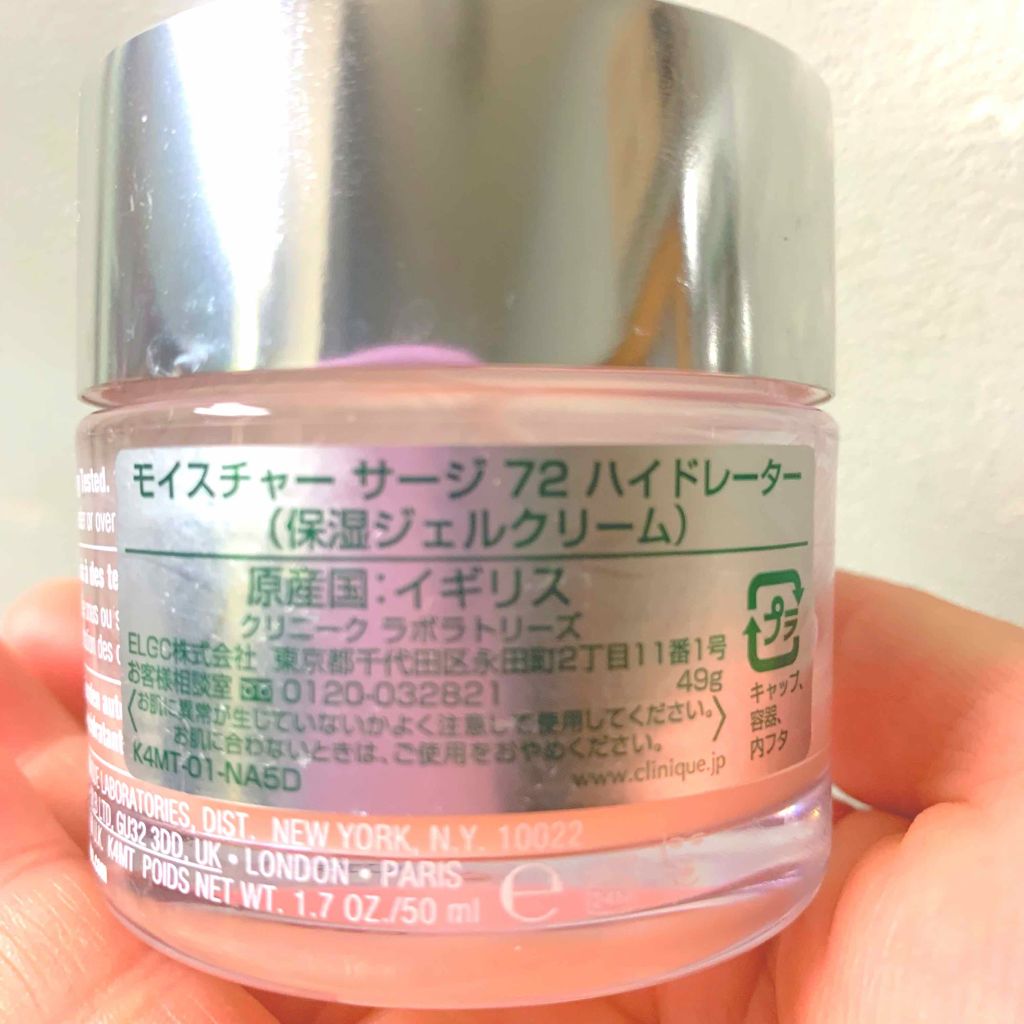 モイスチャー サージ 72 ハイドレーター
（保湿ジェルクリーム）
原産国：イギリス
クリニーク ラボラトリーズ
ELGC株式会社 東京都千代田区永田町2丁目11番1号
お客様相談室 0120-032821 49g
〈お肌に異常が生じていないかよく注意して使用してください。
お肌に合わないときは、ご使用をおやめください。〉
K4MT-01-NA5D www.clinique.jp
プラ
キャップ、
容器、
内フタ
Tested.
or over
à des
ou
des
LABORATORIES, DIST. NEW YORK, N.Y. 10022
LTD, GU32 3DD, UK • LONDON • PARIS
K4MT POIDS NET WT. 1.7 OZ./50 ml e
24M